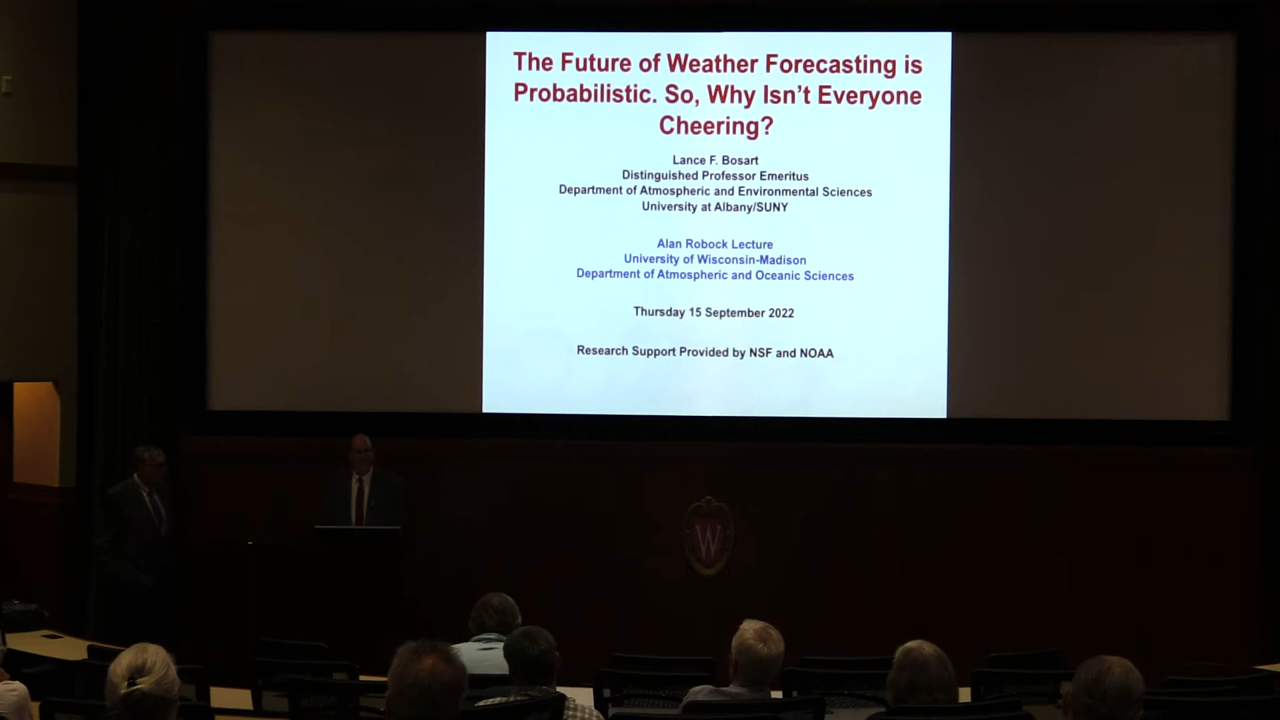 The Future of Weather Forecasting is
Probabilistic. So, Why Isn't Everyone
Cheering?
Lance F. Bosart
Distinguished Professor Emeritus
Department of Atmospheric and Environmental Sciences
University at Albany/SUNY
Alan Robock Lecture
University of Wisconsin-Madison
Department of Atmospheric and Oceanic Sciences
Thursday 15 September 2022
Research Support Provided by NSF and NOAA
W